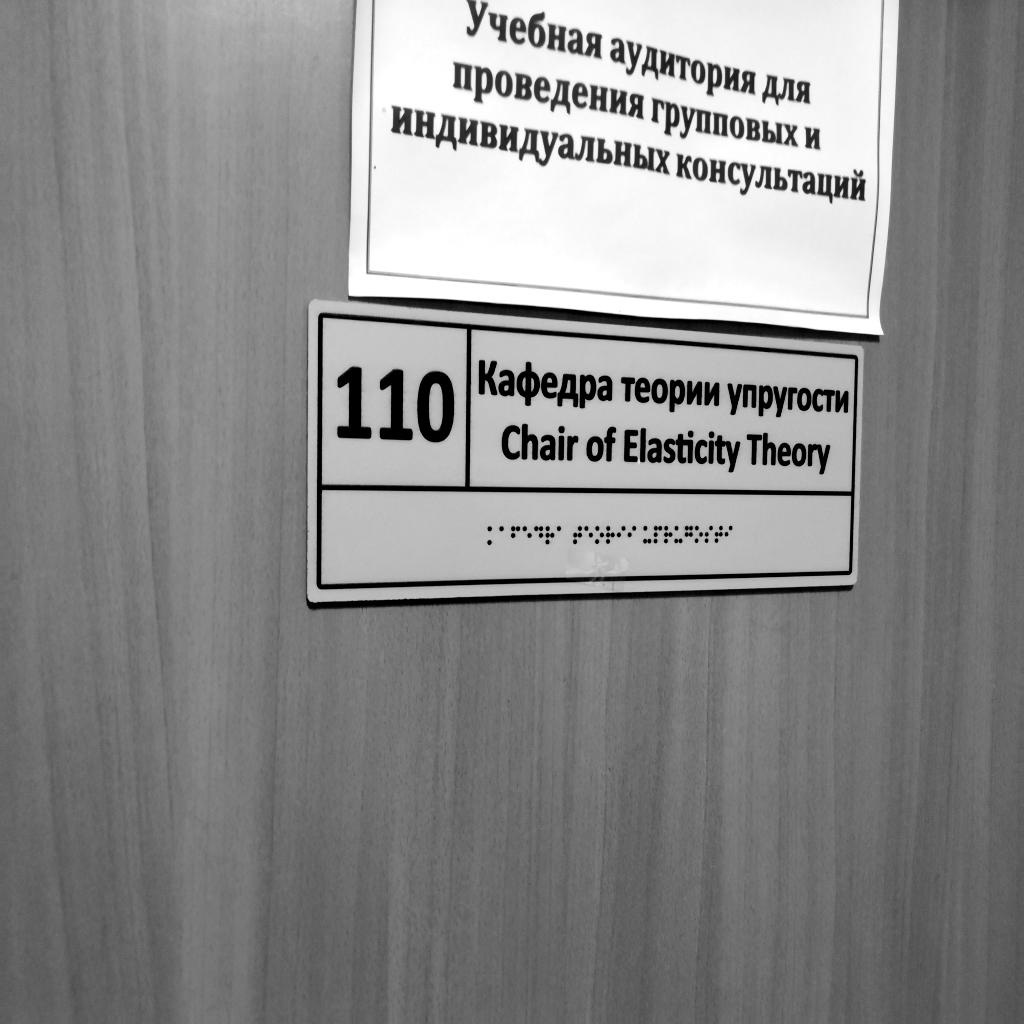 Учебная аудитория для
проведения групповых и
индивидуальных консультаций
110
Кафедра теории упругости
Chair of Elasticity Theory